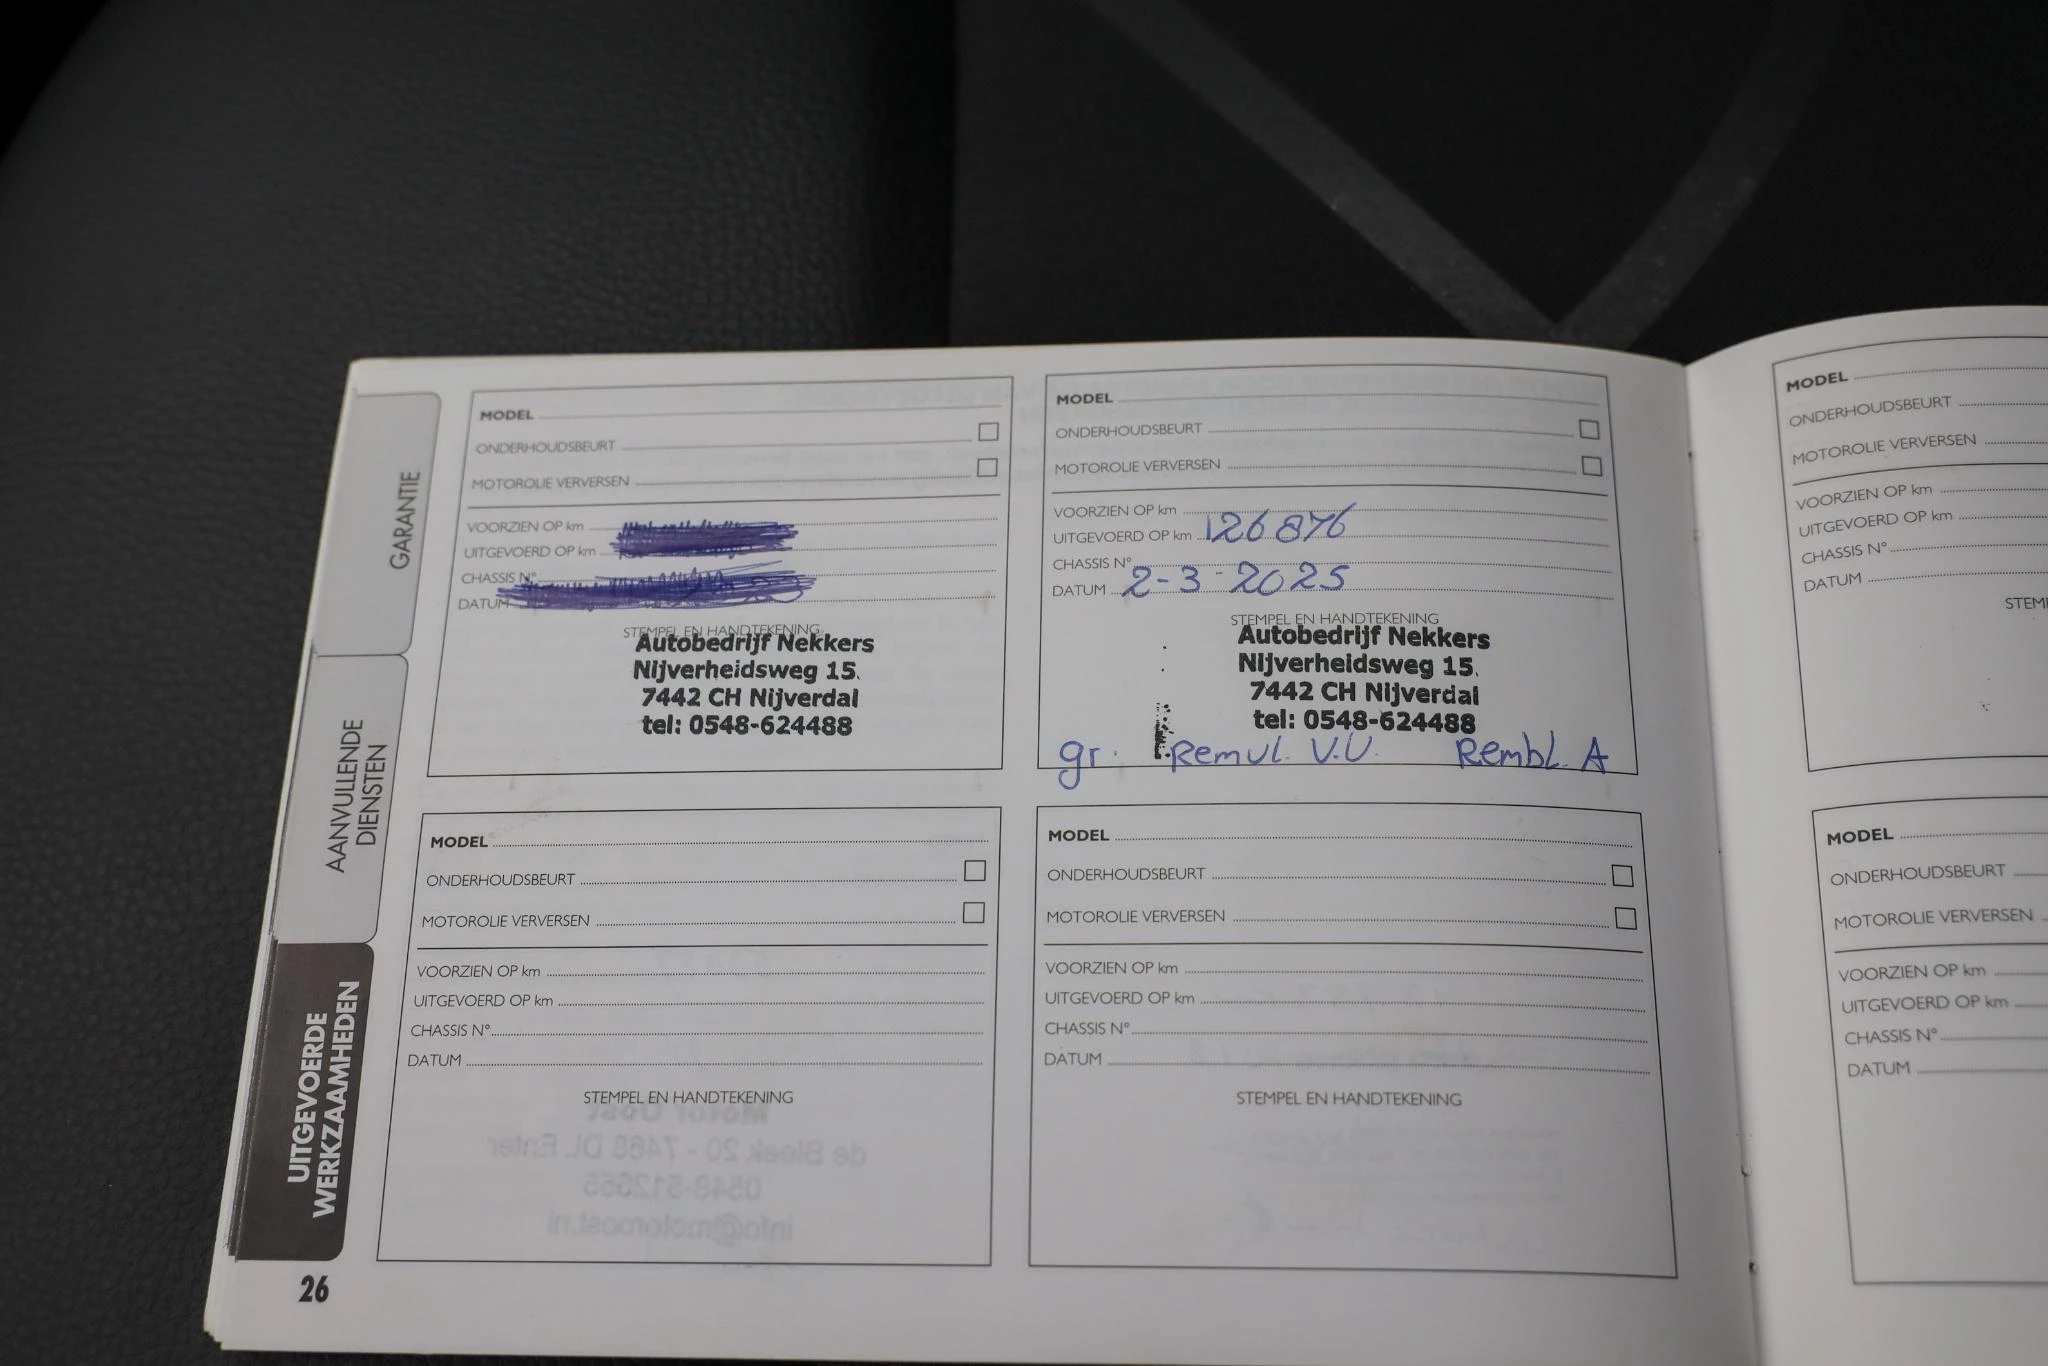 GARANTIE
AANVULLENDE
DIENSTEN
UITGEVOERDE
WERKZAAMHEDEN
26
MODEL
ONDERHOUDSBEURT
MOTOROLIE VERVERSEN
VOORZIEN OP km
UITGEVOERD OP km
CHASSIS N°
DATUM
STEMPEL EN HANDTEKENING
Autobedrijf Nekkers
Nijverheidsweg 15.
7442 CH Nijverdal
tel: 0548-624488
MODEL
ONDERHOUDSBEURT
MOTOROLIE VERVERSEN
VOORZIEN OP km
UITGEVOERD OP km 126876
CHASSIS N°
DATUM 2-3-2025
STEMPEL EN HANDTEKENING
Autobedrijf Nekkers
Nijverheidsweg 15.
7442 CH Nijverdal
tel: 0548-624488
gr. Remvl. V.V. Rembl. A
MODEL
ONDERHOUDSBEURT
MOTOROLIE VERVERSEN
VOORZIEN OP km
UITGEVOERD OP km
CHASSIS N°
DATUM
STEMPEL EN HANDTEKENING
MODEL
ONDERHOUDSBEURT
MOTOROLIE VERVERSEN
VOORZIEN OP km
UITGEVOERD OP km
CHASSIS N°
DATUM
STEMPEL EN HANDTEKENING
MODEL
ONDERHOUDSBEURT
MOTOROLIE VERVERSEN
VOORZIEN OP km
UITGEVOERD OP km
CHASSIS N°
DATUM
STEMP
MODEL
ONDERHOUDSBEURT
MOTOROLIE VERVERSEN
VOORZIEN OP km
UITGEVOERD OP km
CHASSIS N°
DATUM